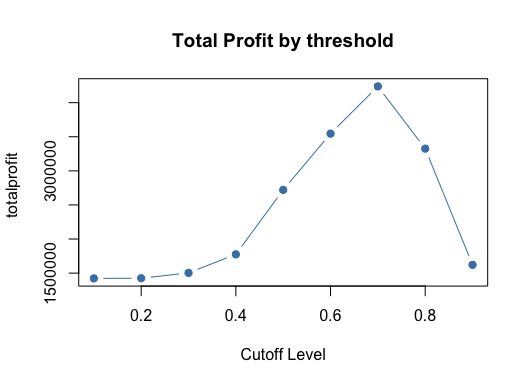 Total Profit by threshold
totalprofit
3000000
1500000
0.2 0.4 0.6 0.8
Cutoff Level